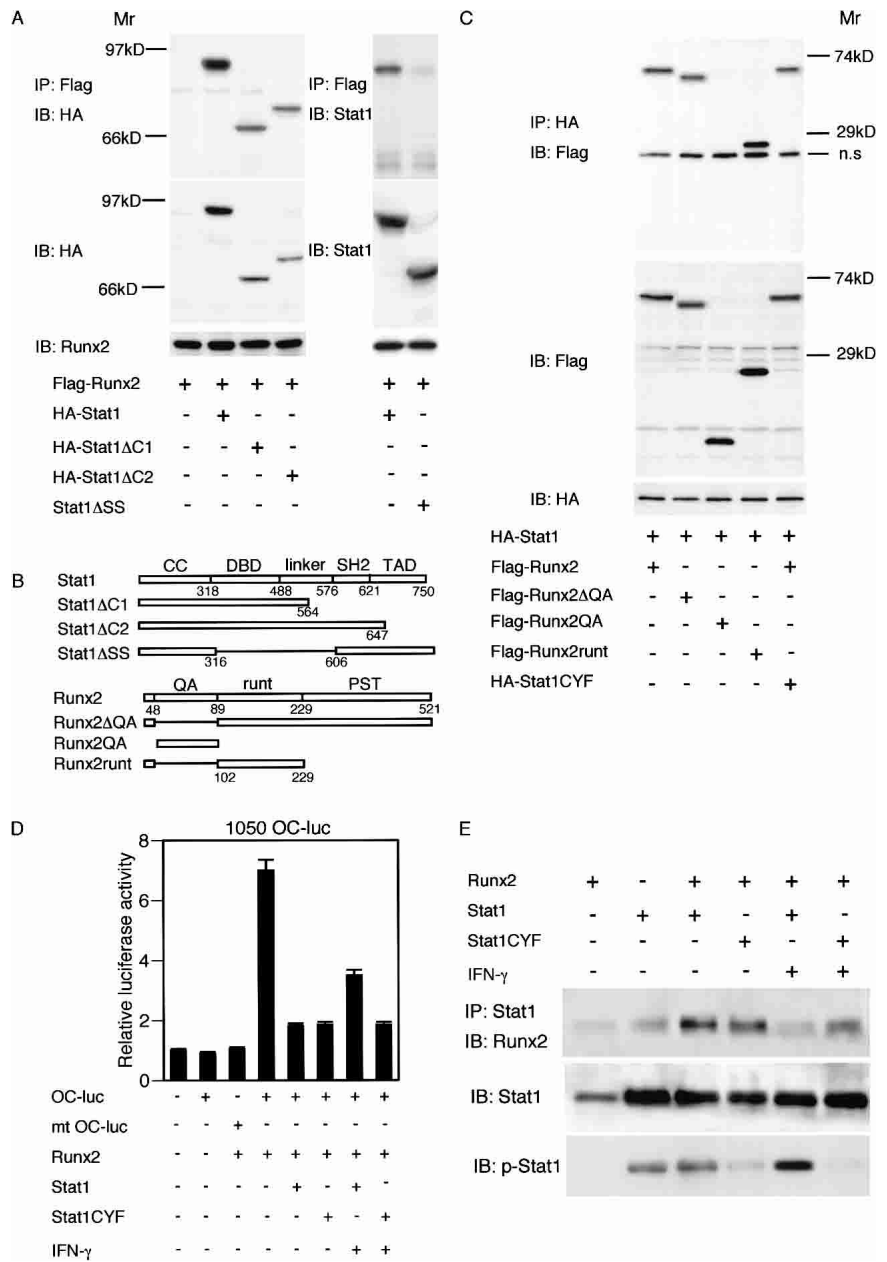 A
Mr
97kD
IP: Flag
IB: HA
66kD
IP: Flag
IB: Stat1
97kD
IB: HA
66kD
IB: Stat1
IB: Runx2
Flag-Runx2 + + + + + +
HA-Stat1 - + - - + -
HA-Stat1ΔC1 - - + - - -
HA-Stat1ΔC2 - - - + - -
Stat1ΔSS - - - - - +
B
CC DBD linker SH2 TAD
Stat1
318 488 576 621 750
Stat1ΔC1
564
Stat1ΔC2
647
Stat1ΔSS
316 606
QA runt PST
Runx2
48 89 229 521
Runx2ΔQA
Runx2QA
Runx2runt
102 229
C
Mr
74kD
IP: HA
29kD
IB: Flag
n.s
74kD
29kD
IB: Flag
IB: HA
HA-Stat1 + + + + +
Flag-Runx2 + - - - +
Flag-Runx2ΔQA - + - - -
Flag-Runx2QA - - + - -
Flag-Runx2runt - - - + -
HA-Stat1CYF - - - - +
D
1050 OC-luc
Relative luciferase activity
8
6
4
2
0
OC-luc - + - + + + + +
mt OC-luc - - + - - - - -
Runx2 - - + + + + + +
Stat1 - - - - + - + -
Stat1CYF - - - - - + - +
IFN-γ - - - - - - + +
E
Runx2 + - + + + +
Stat1 - + + - + -
Stat1CYF - - - + - +
IFN-γ - - - - + +
IP: Stat1
IB: Runx2
IB: Stat1
IB: p-Stat1